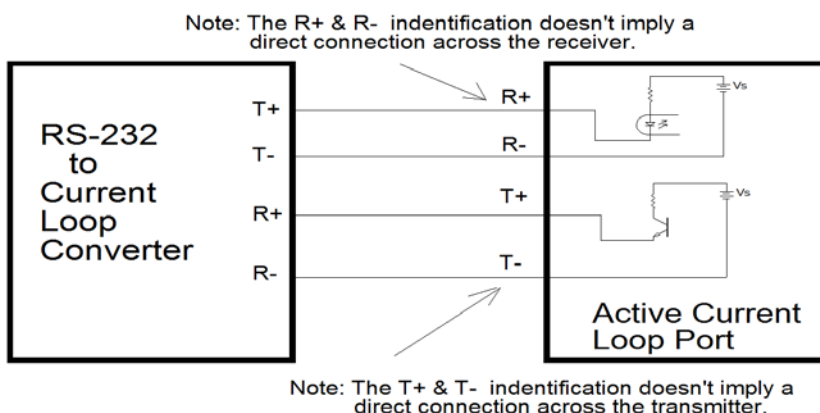 Note: The R+ & R- indentification doesn't imply a
direct connection across the receiver.
RS-232
to
Current
Loop
Converter
T+
T-
R+
R-
R+
R-
T+
T-
Vs
Vs
Active Current
Loop Port
Note: The T+ & T- indentification doesn't imply a
direct connection across the transmitter.